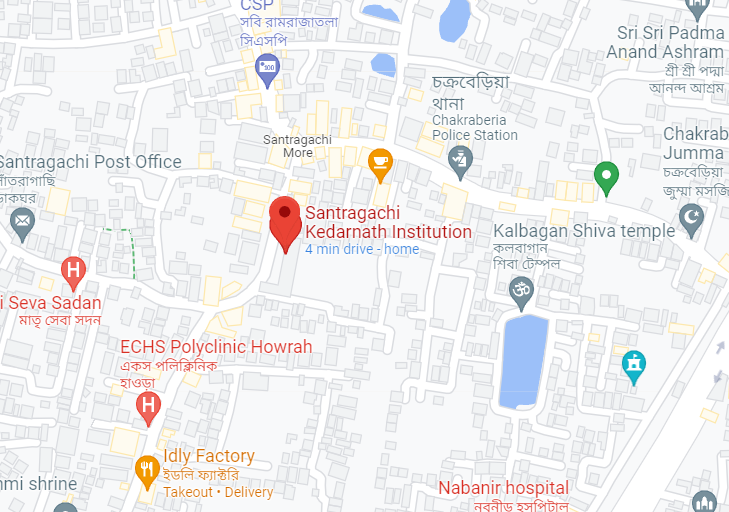 CSP
সবি রামরাজাতলা
সিএসপি
Sri Sri Padma
Anand Ashram
শ্রী শ্রী পদ্মা
আনন্দ আশ্রম
চক্রবেড়িয়া
থানা
Chakraberia
Police Station
Santragachi
More
Chakrab
Jumma
চক্রবেড়িয়া
জুম্মা মসজি
Santragachi Post Office
সাঁতরাগাছি
ডাকঘর
Santragachi
Kedarnath Institution
4 min drive - home
Kalbagan Shiva temple
কলবাগান
শিবা টেম্পল
i Seva Sadan
মাতৃ সেবা সদন
ECHS Polyclinic Howrah
একস পলিক্লিনিক
হাওড়া
Idly Factory
ইডলি ফ্যাক্টরি
Takeout • Delivery
mi shrine
Nabanir hospital
নবনীড় হসপিটাল